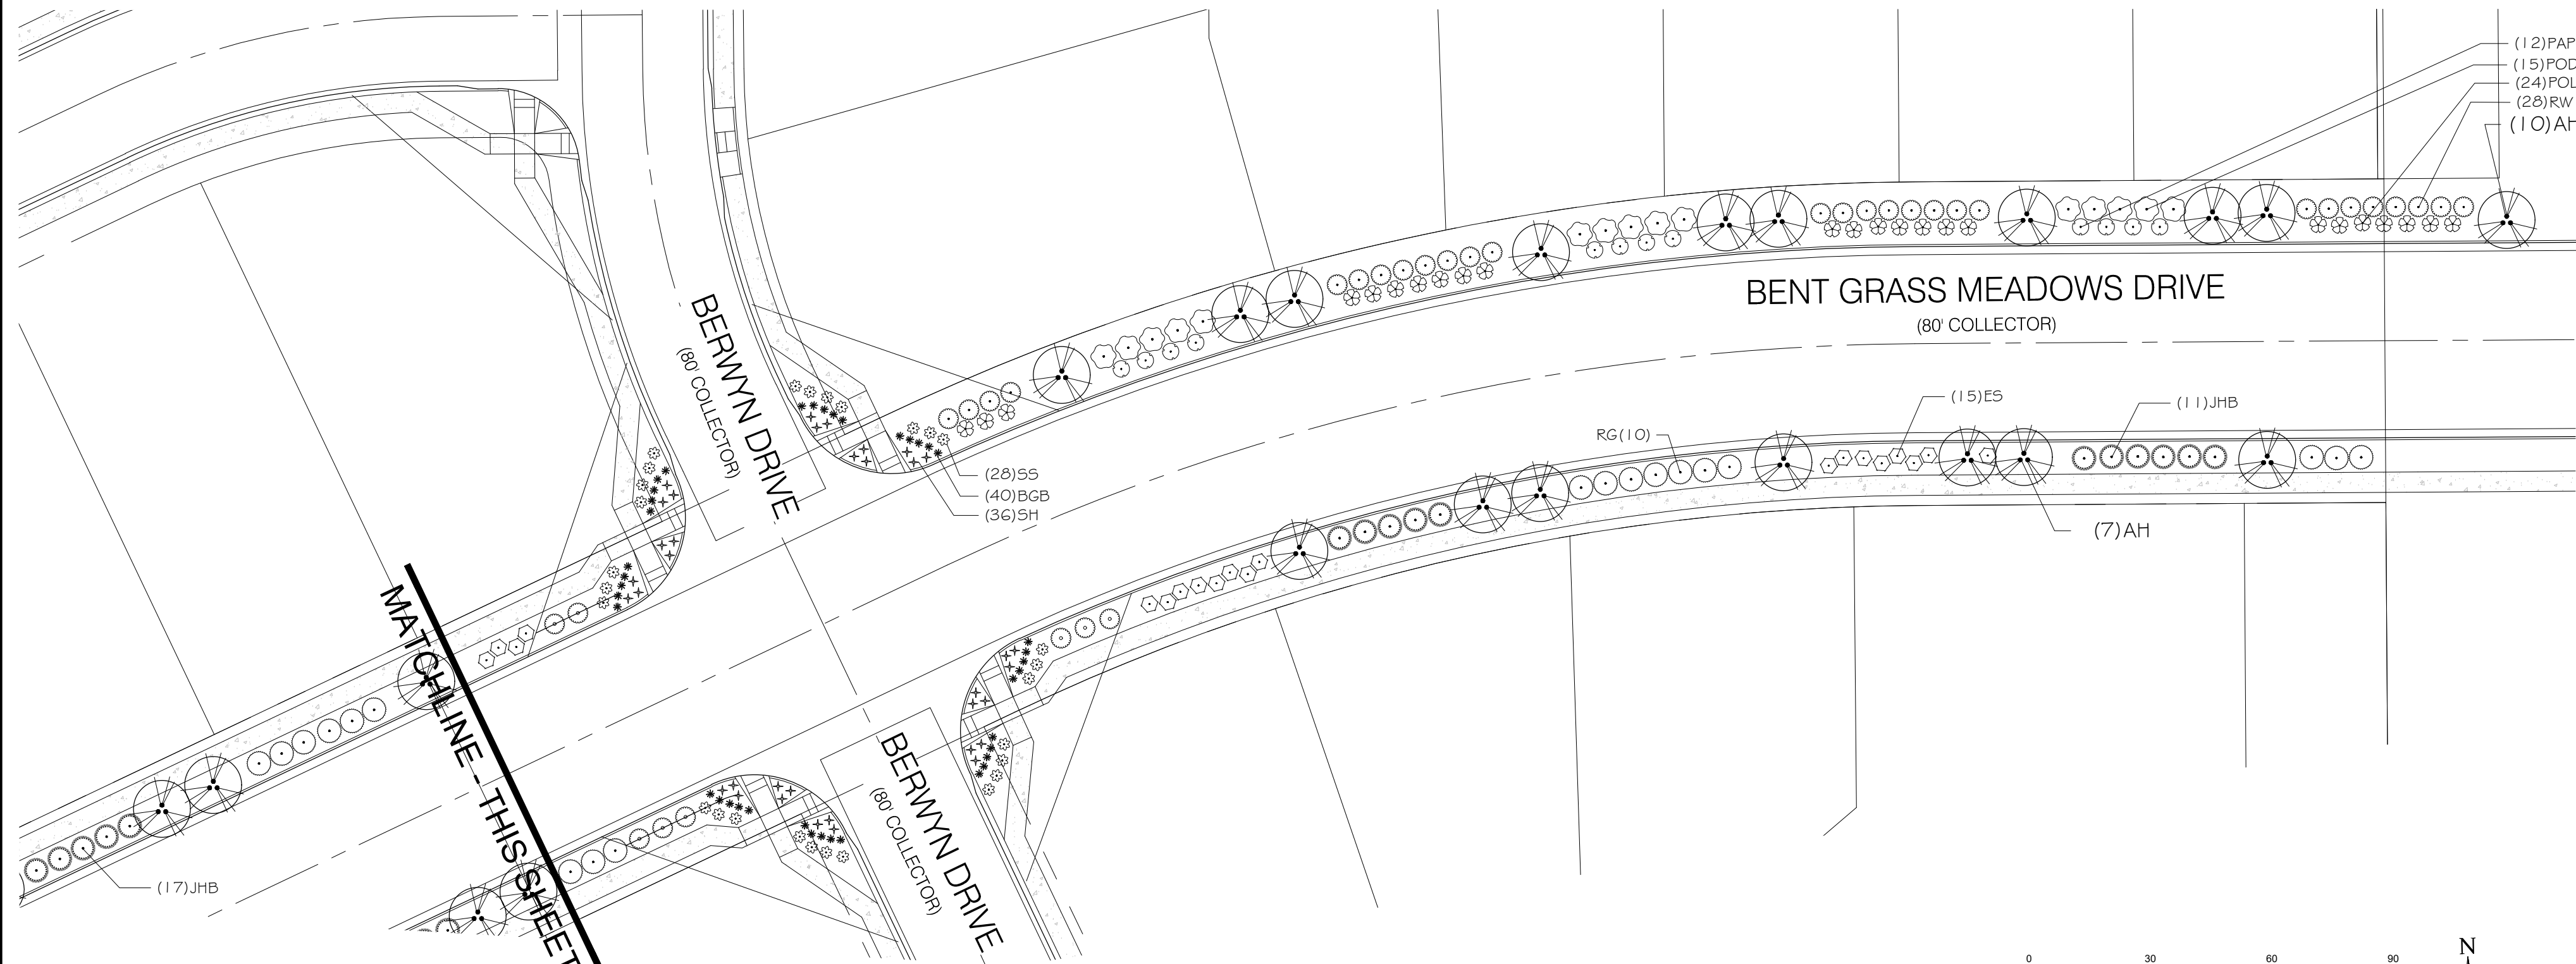 (12)PAP
(15)POD
(24)POL
(28)RW
(10)AH
BENT GRASS MEADOWS DRIVE
(80' COLLECTOR)
BERWYN DRIVE
(80' COLLECTOR)
(15)ES
(11)JHB
RG(10)
(28)SS
(40)BGB
(36)SH
(7)AH
MATCHLINE - THIS SHEET
BERWYN DRIVE
(80' COLLECTOR)
(17)JHB
N
0 30 60 90